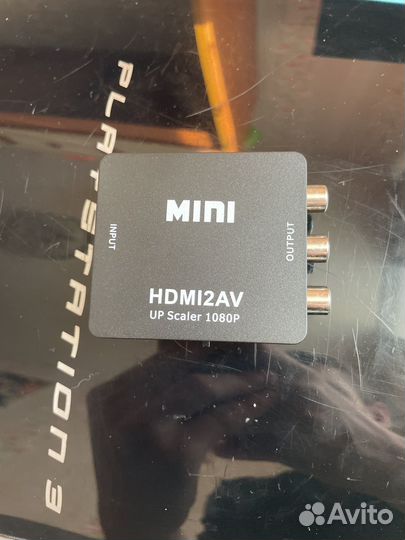 PLAYSTATION 3
MINI
INPUT
OUTPUT
HDMI2AV
UP Scaler 1080P
Avito